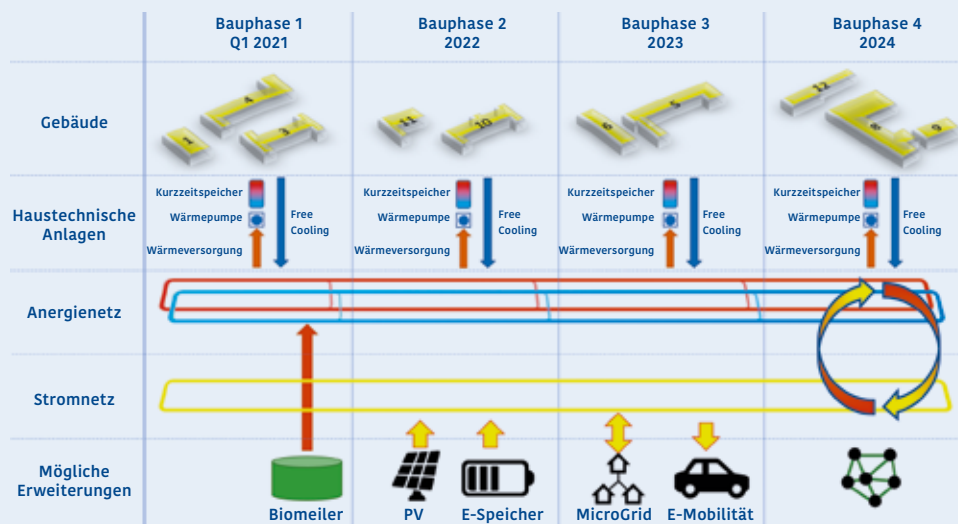 Bauphase 1
Q1 2021
Bauphase 2
2022
Bauphase 3
2023
Bauphase 4
2024
Gebäude
1
4
3
11
10
6
5
12
8
9
Haustechnische
Anlagen
Kurzzeitspeicher
Wärmepumpe
Wärmeversorgung
Free
Cooling
Kurzzeitspeicher
Wärmepumpe
Wärmeversorgung
Free
Cooling
Kurzzeitspeicher
Wärmepumpe
Wärmeversorgung
Free
Cooling
Kurzzeitspeicher
Wärmepumpe
Wärmeversorgung
Free
Cooling
Anergienetz
Stromnetz
Mögliche
Erweiterungen
Biomeiler
PV
E-Speicher
MicroGrid
E-Mobilität